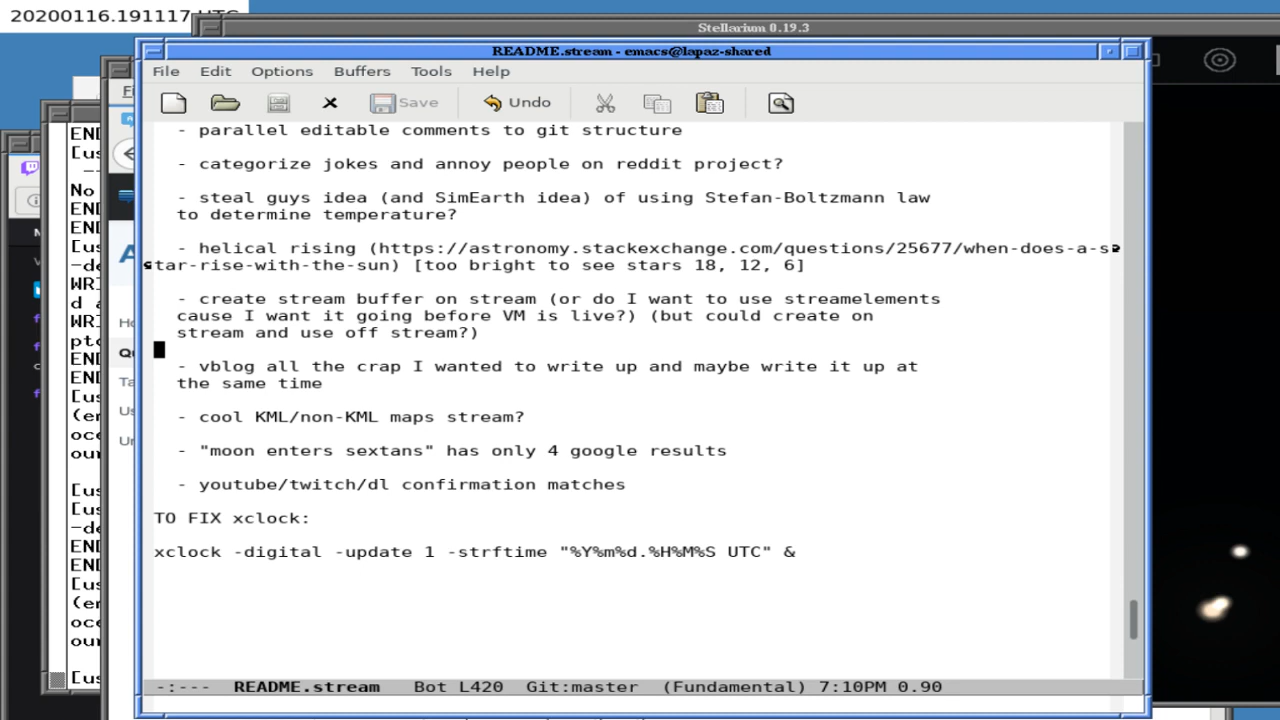 20200116.191117 UTC
Stellarium 0.19.3
README.stream - emacs@lapaz-shared
File Edit Options Buffers Tools Help
Save Undo
- parallel editable comments to git structure
- categorize jokes and annoy people on reddit project?
- steal guys idea (and SimEarth idea) of using Stefan-Boltzmann law
to determine temperature?
- helical rising (https://astronomy.stackexchange.com/questions/25677/when-does-a-s
tar-rise-with-the-sun) [too bright to see stars 18, 12, 6]
- create stream buffer on stream (or do I want to use streamelements
cause I want it going before VM is live?) (but could create on
stream and use off stream?)
- vblog all the crap I wanted to write up and maybe write it up at
the same time
- cool KML/non-KML maps stream?
- "moon enters sextans" has only 4 google results
- youtube/twitch/dl confirmation matches
TO FIX xclock:
xclock -digital -update 1 -strftime "%Y%m%d.%H%M%S UTC" &
-:--- README.stream Bot L420 Git:master (Fundamental) 7:10PM 0.90